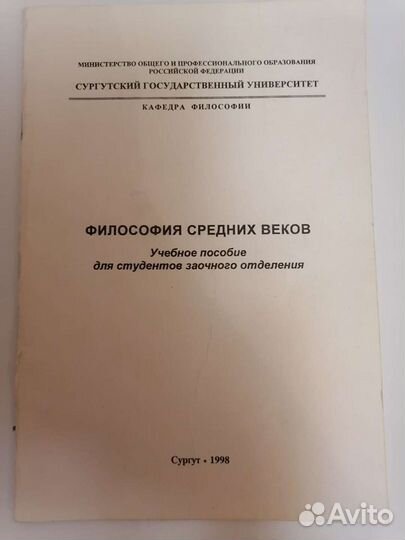 МИНИСТЕРСТВО ОБЩЕГО И ПРОФЕССИОНАЛЬНОГО ОБРАЗОВАНИЯ
РОССИЙСКОЙ ФЕДЕРАЦИИ
СУРГУТСКИЙ ГОСУДАРСТВЕННЫЙ УНИВЕРСИТЕТ
КАФЕДРА ФИЛОСОФИИ
ФИЛОСОФИЯ СРЕДНИХ ВЕКОВ
Учебное пособие
для студентов заочного отделения
Сургут • 1998
Avito